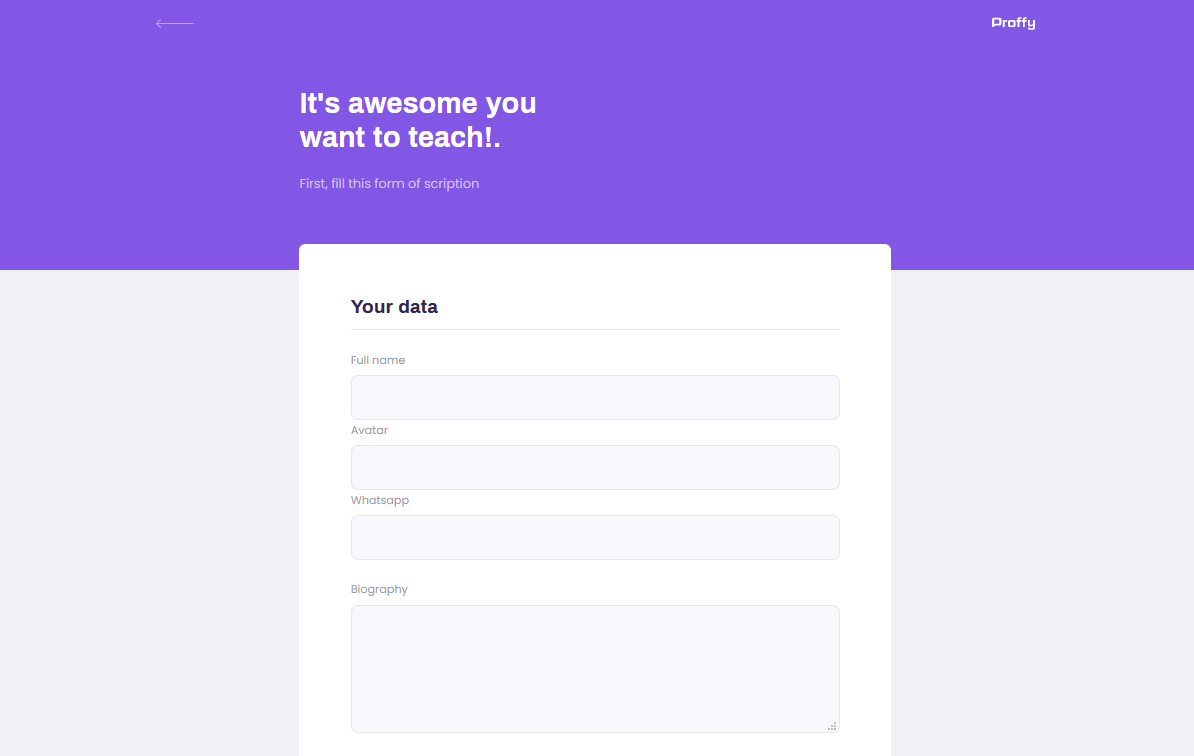 Proffy
It's awesome you
want to teach!.
First, fill this form of scription
Your data
Full name
Avatar
Whatsapp
Biography